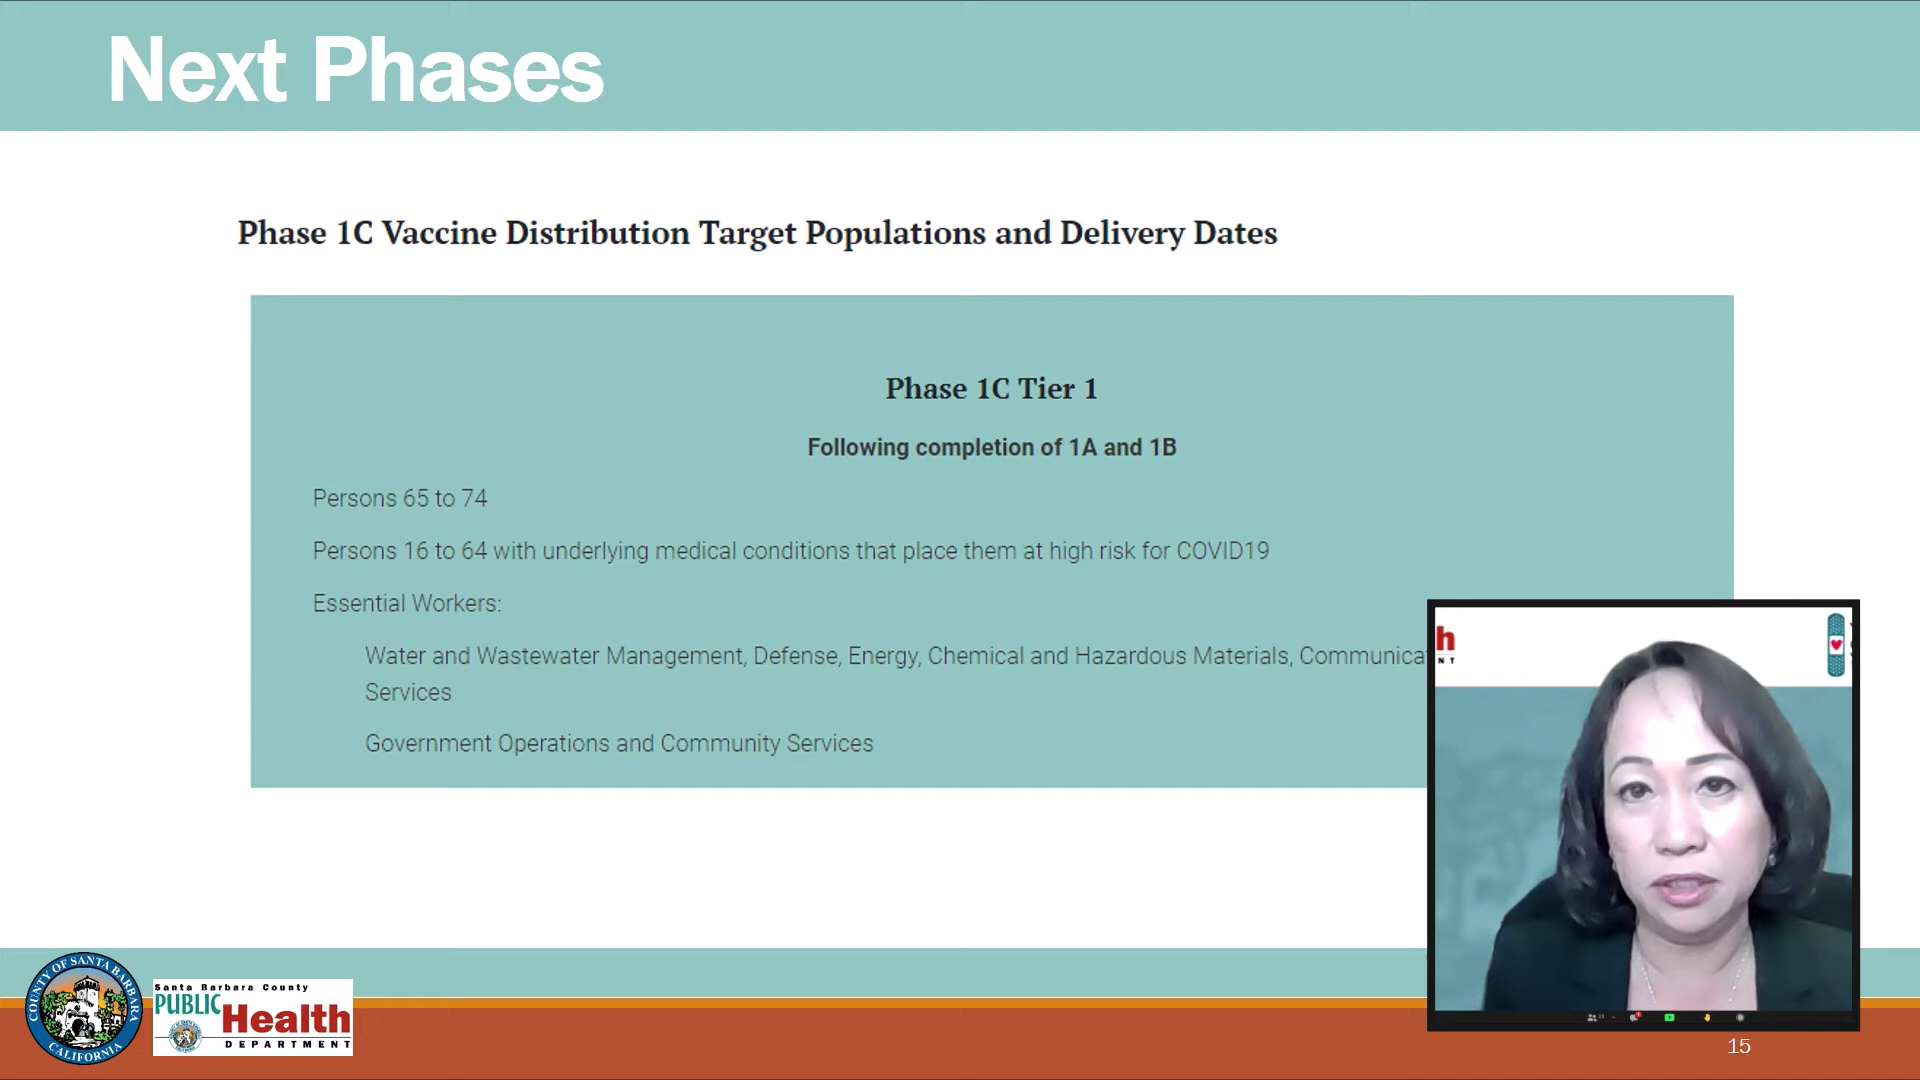 Next Phases
Phase 1C Vaccine Distribution Target Populations and Delivery Dates
Phase 1C Tier 1
Following completion of 1A and 1B
Persons 65 to 74
Persons 16 to 64 with underlying medical conditions that place them at high risk for COVID19
Essential Workers:
Water and Wastewater Management, Defense, Energy, Chemical and Hazardous Materials, Communicat
Services
Government Operations and Community Services
h
NT
COUNTY OF SANTA BARBARA
CALIFORNIA
Santa Barbara County
PUBLIC
Health
DEPARTMENT
15